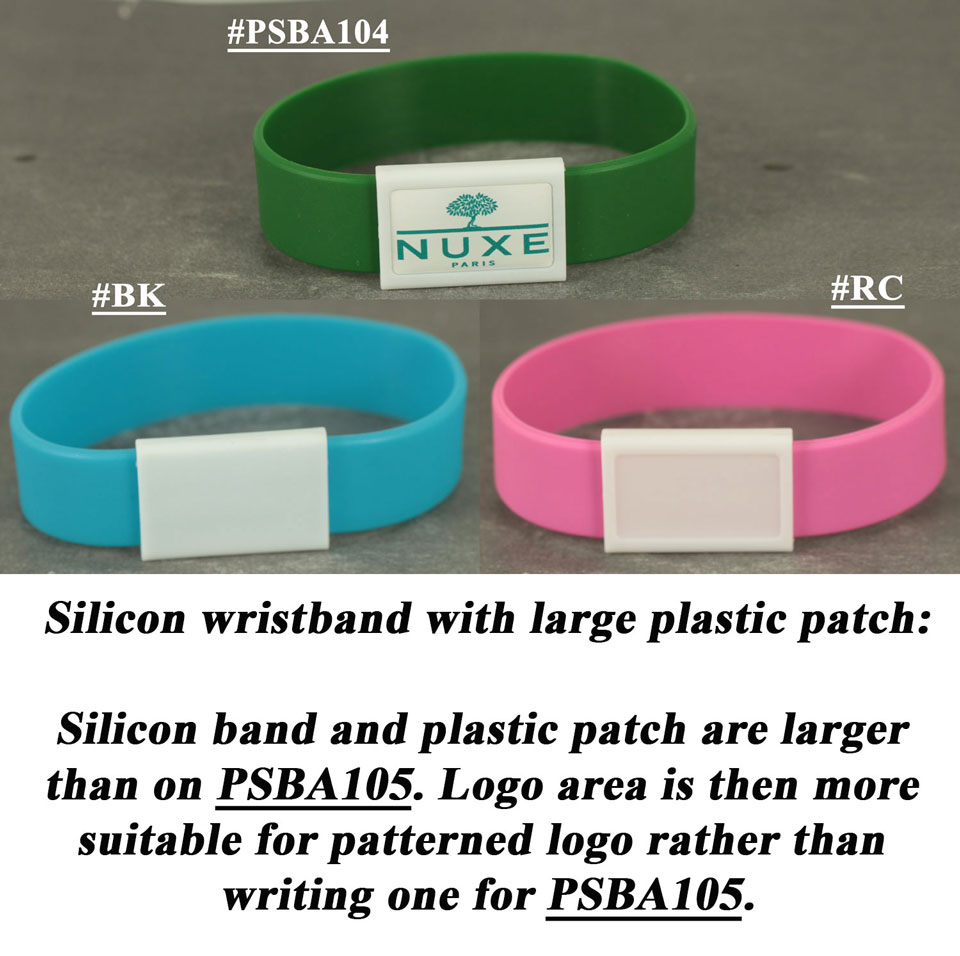 #PSBA104
NUXE
PARIS
#BK
#RC
Silicon wristband with large plastic patch:
Silicon band and plastic patch are larger
than on PSBA105. Logo area is then more
suitable for patterned logo rather than
writing one for PSBA105.